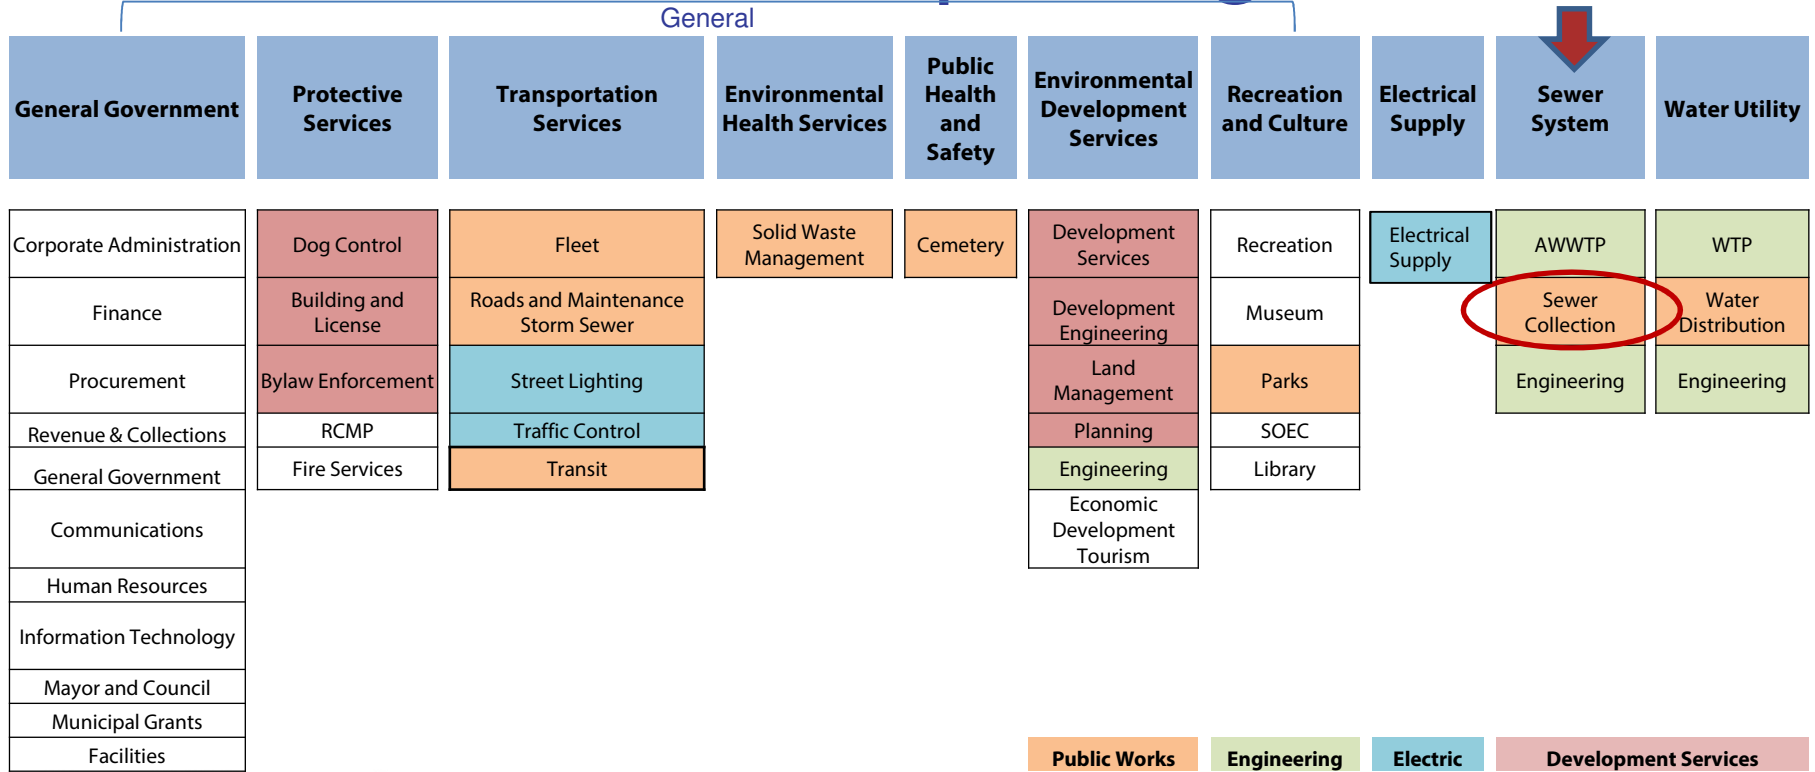 General
General Government
Protective
Services
Transportation
Services
Environmental
Health Services
Public
Health
and
Safety
Environmental
Development
Services
Recreation
and Culture
Electrical
Supply
Sewer
System
Water Utility
Corporate Administration
Finance
Procurement
Revenue & Collections
General Government
Communications
Human Resources
Information Technology
Mayor and Council
Municipal Grants
Facilities
Dog Control
Building and
License
Bylaw Enforcement
RCMP
Fire Services
Fleet
Roads and Maintenance
Storm Sewer
Street Lighting
Traffic Control
Transit
Solid Waste
Management
Cemetery
Development
Services
Development
Engineering
Land
Management
Planning
Engineering
Economic
Development
Tourism
Recreation
Museum
Parks
SOEC
Library
Electrical
Supply
AWWTP
Sewer
Collection
Engineering
WTP
Water
Distribution
Engineering
Public Works
Engineering
Electric
Development Services